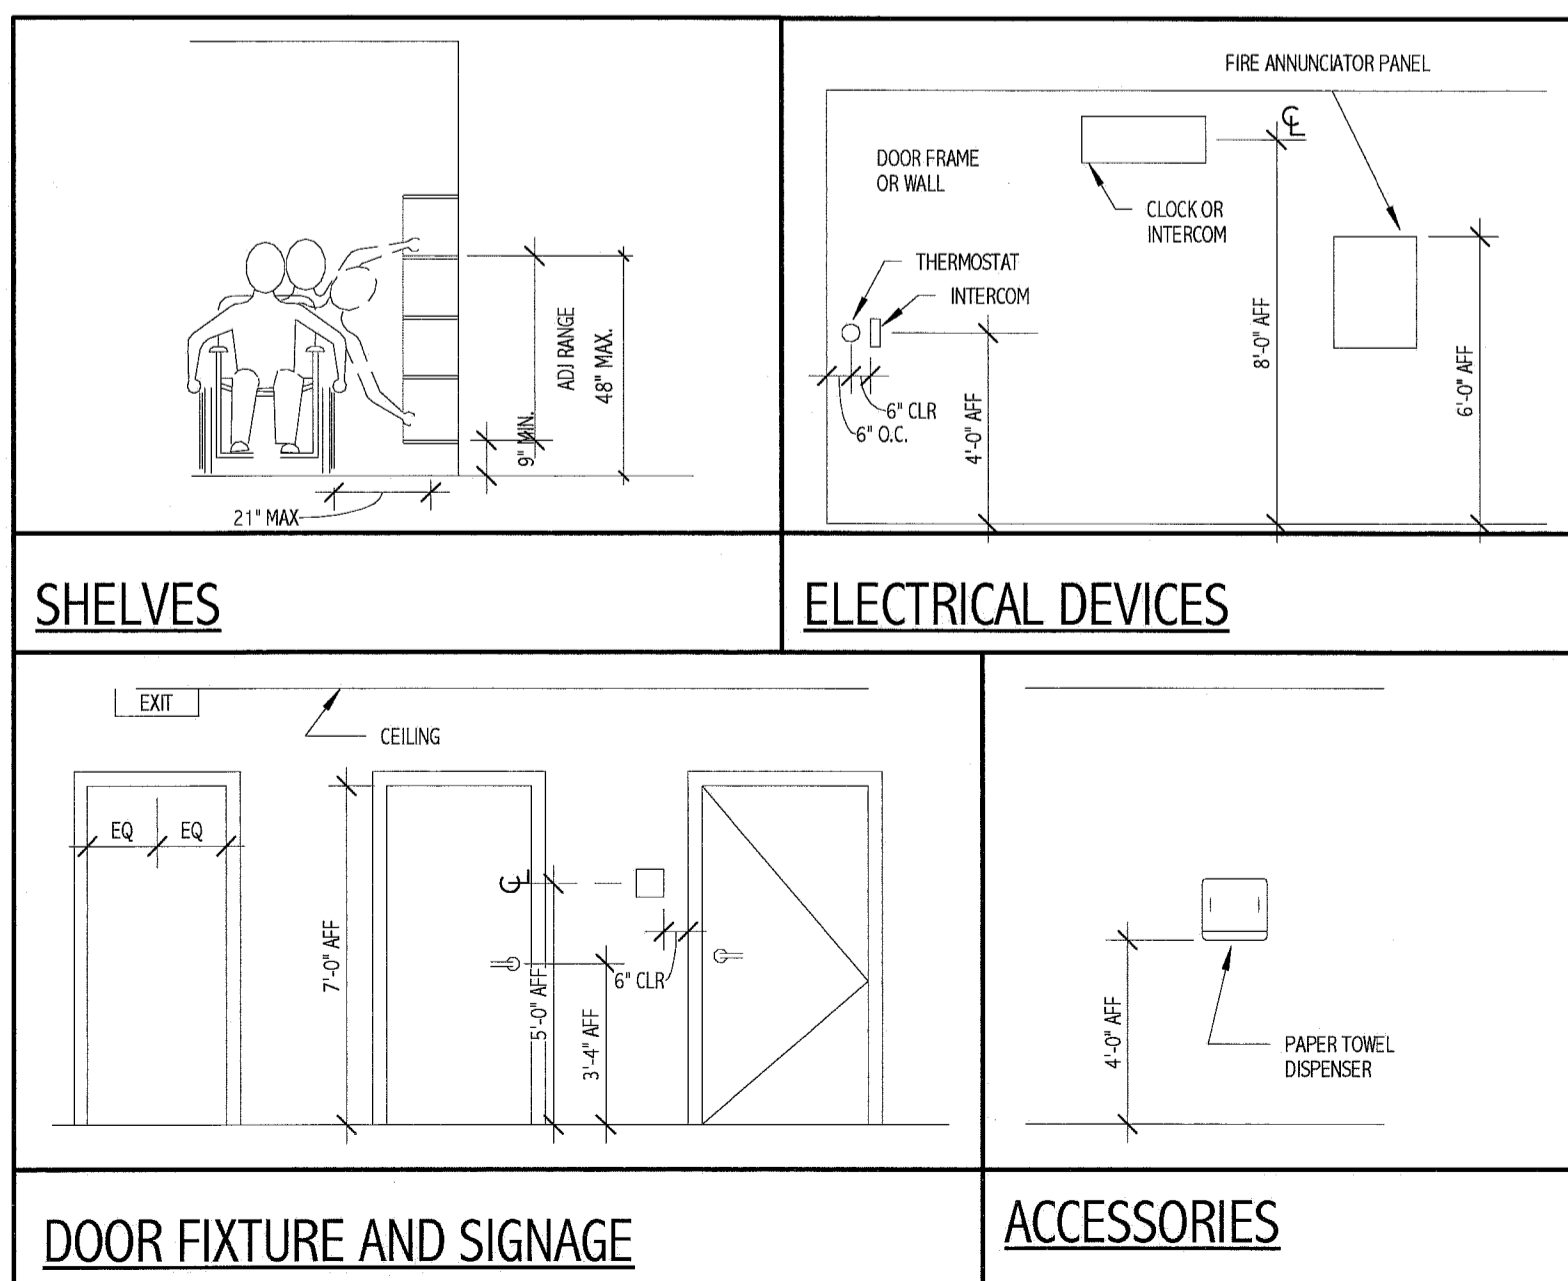 ADJ RANGE
48" MAX.
9" MIN.
21" MAX
SHELVES
FIRE ANNUNCIATOR PANEL
DOOR FRAME
OR WALL
CL
CLOCK OR
INTERCOM
THERMOSTAT
INTERCOM
6" CLR
6" O.C.
4'-0" AFF
8'-0" AFF
6'-0" AFF
ELECTRICAL DEVICES
EXIT
CEILING
EQ
EQ
7'-0" AFF
CL
5'-0" AFF
3'-4" AFF
6" CLR
DOOR FIXTURE AND SIGNAGE
4'-0" AFF
PAPER TOWEL
DISPENSER
ACCESSORIES